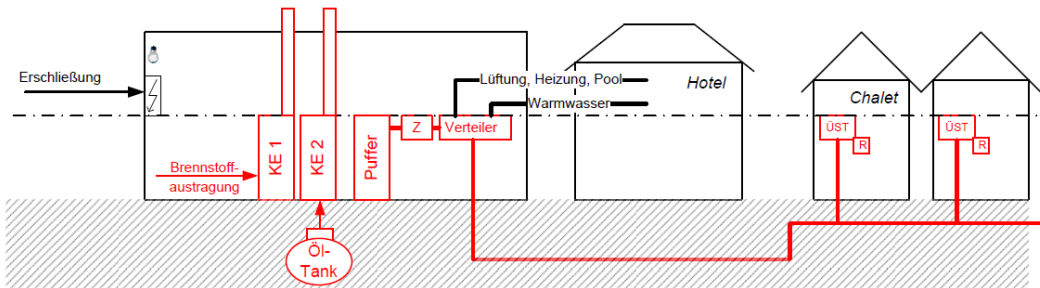 Erschließung
Lüftung, Heizung, Pool
Hotel
Warmwasser
Chalet
KE 1
KE 2
Puffer
Z
Verteiler
ÜST
R
ÜST
R
Brennstoff-
austragung
Öl-
Tank